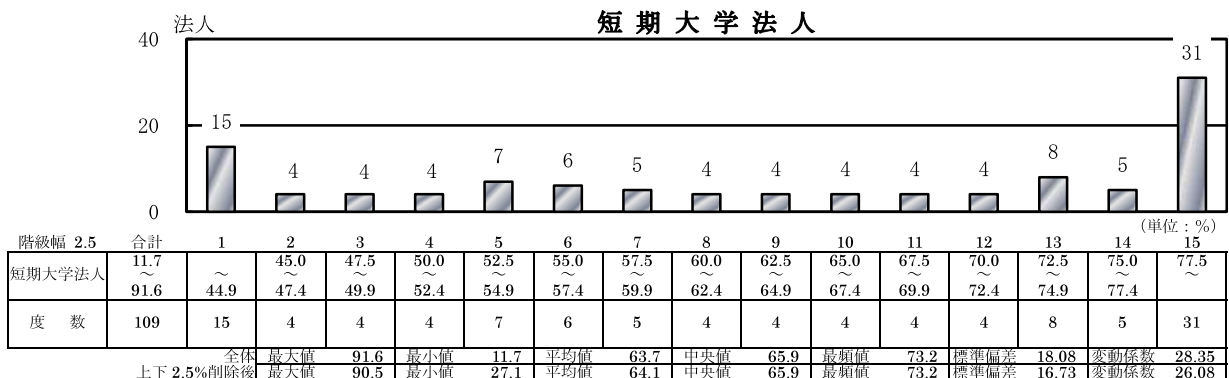 短期大学法人
法人
40
20
0
15
4
4
4
7
6
5
4
4
4
4
4
8
5
31
(単位：%)
階級幅 2.5 合計 1 2 3 4 5 6 7 8 9 10 11 12 13 14 15
短期大学法人 11.7 ～ 91.6 ～ 44.9 45.0 ～ 47.4 47.5 ～ 49.9 50.0 ～ 52.4 52.5 ～ 54.9 55.0 ～ 57.4 57.5 ～ 59.9 60.0 ～ 62.4 62.5 ～ 64.9 65.0 ～ 67.4 67.5 ～ 69.9 70.0 ～ 72.4 72.5 ～ 74.9 75.0 ～ 77.4 77.5 ～
度 数 109 15 4 4 4 7 6 5 4 4 4 4 4 8 5 31
全体 最大値 91.6 最小値 11.7 平均値 63.7 中央値 65.9 最頻値 73.2 標準偏差 18.08 変動係数 28.35
上下 2.5%削除後 最大値 90.5 最小値 27.1 平均値 64.1 中央値 65.9 最頻値 73.2 標準偏差 16.73 変動係数 26.08